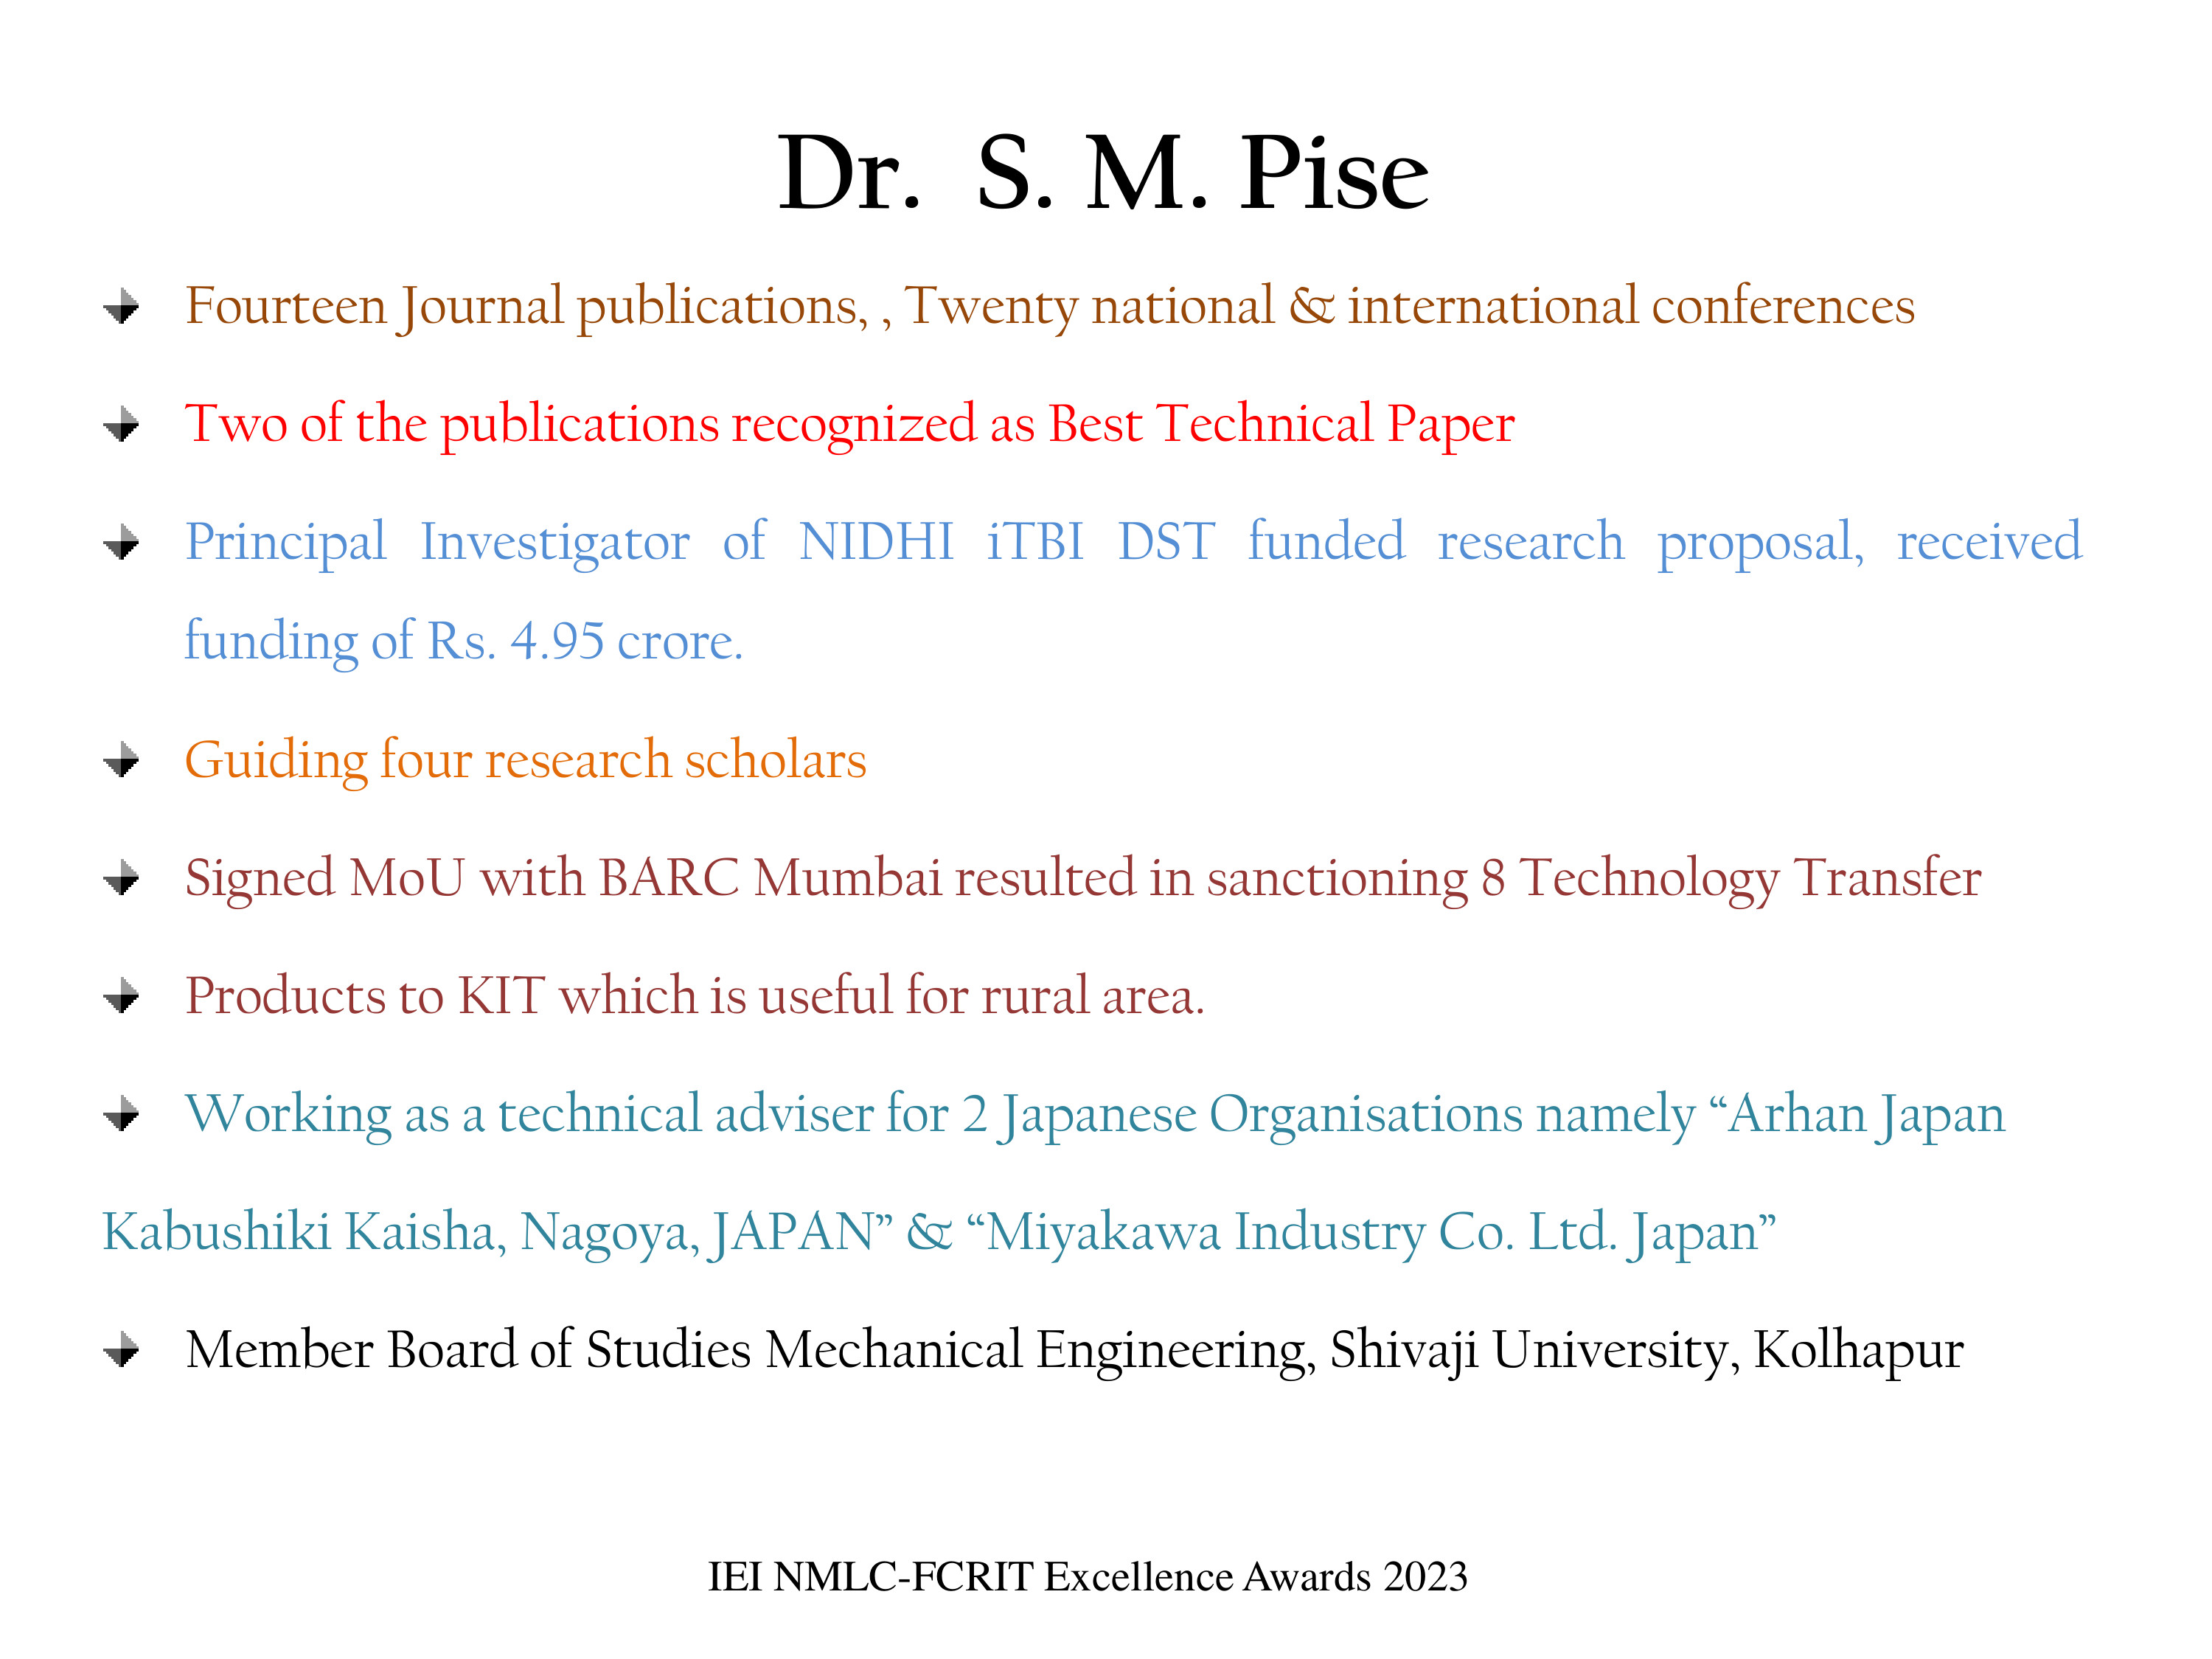 Dr.  S. M. Pise
Fourteen Journal publications, , Twenty national & international conferences
Two of the publications recognized as Best Technical Paper
Principal Investigator of NIDHI iTBI DST funded research proposal, received
funding of Rs. 4.95 crore.
Guiding four research scholars
Signed MoU with BARC Mumbai resulted in sanctioning 8 Technology Transfer
Products to KIT which is useful for rural area.
Working as a technical adviser for 2 Japanese Organisations namely “Arhan Japan
Kabushiki Kaisha, Nagoya, JAPAN” & “Miyakawa Industry Co. Ltd. Japan”
Member Board of Studies Mechanical Engineering, Shivaji University, Kolhapur
IEI NMLC-FCRIT Excellence Awards 2023